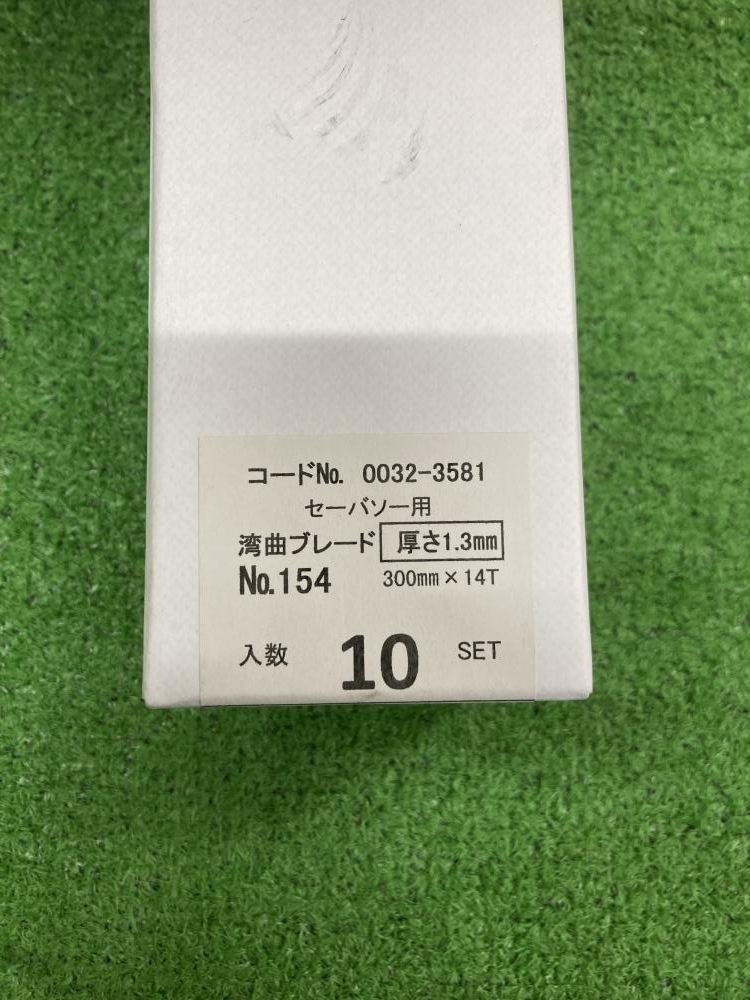 コードNo. 0032-3581
セーバソー用
湾曲ブレード 厚さ1.3mm
No.154 300mm×14T
入数 10 SET